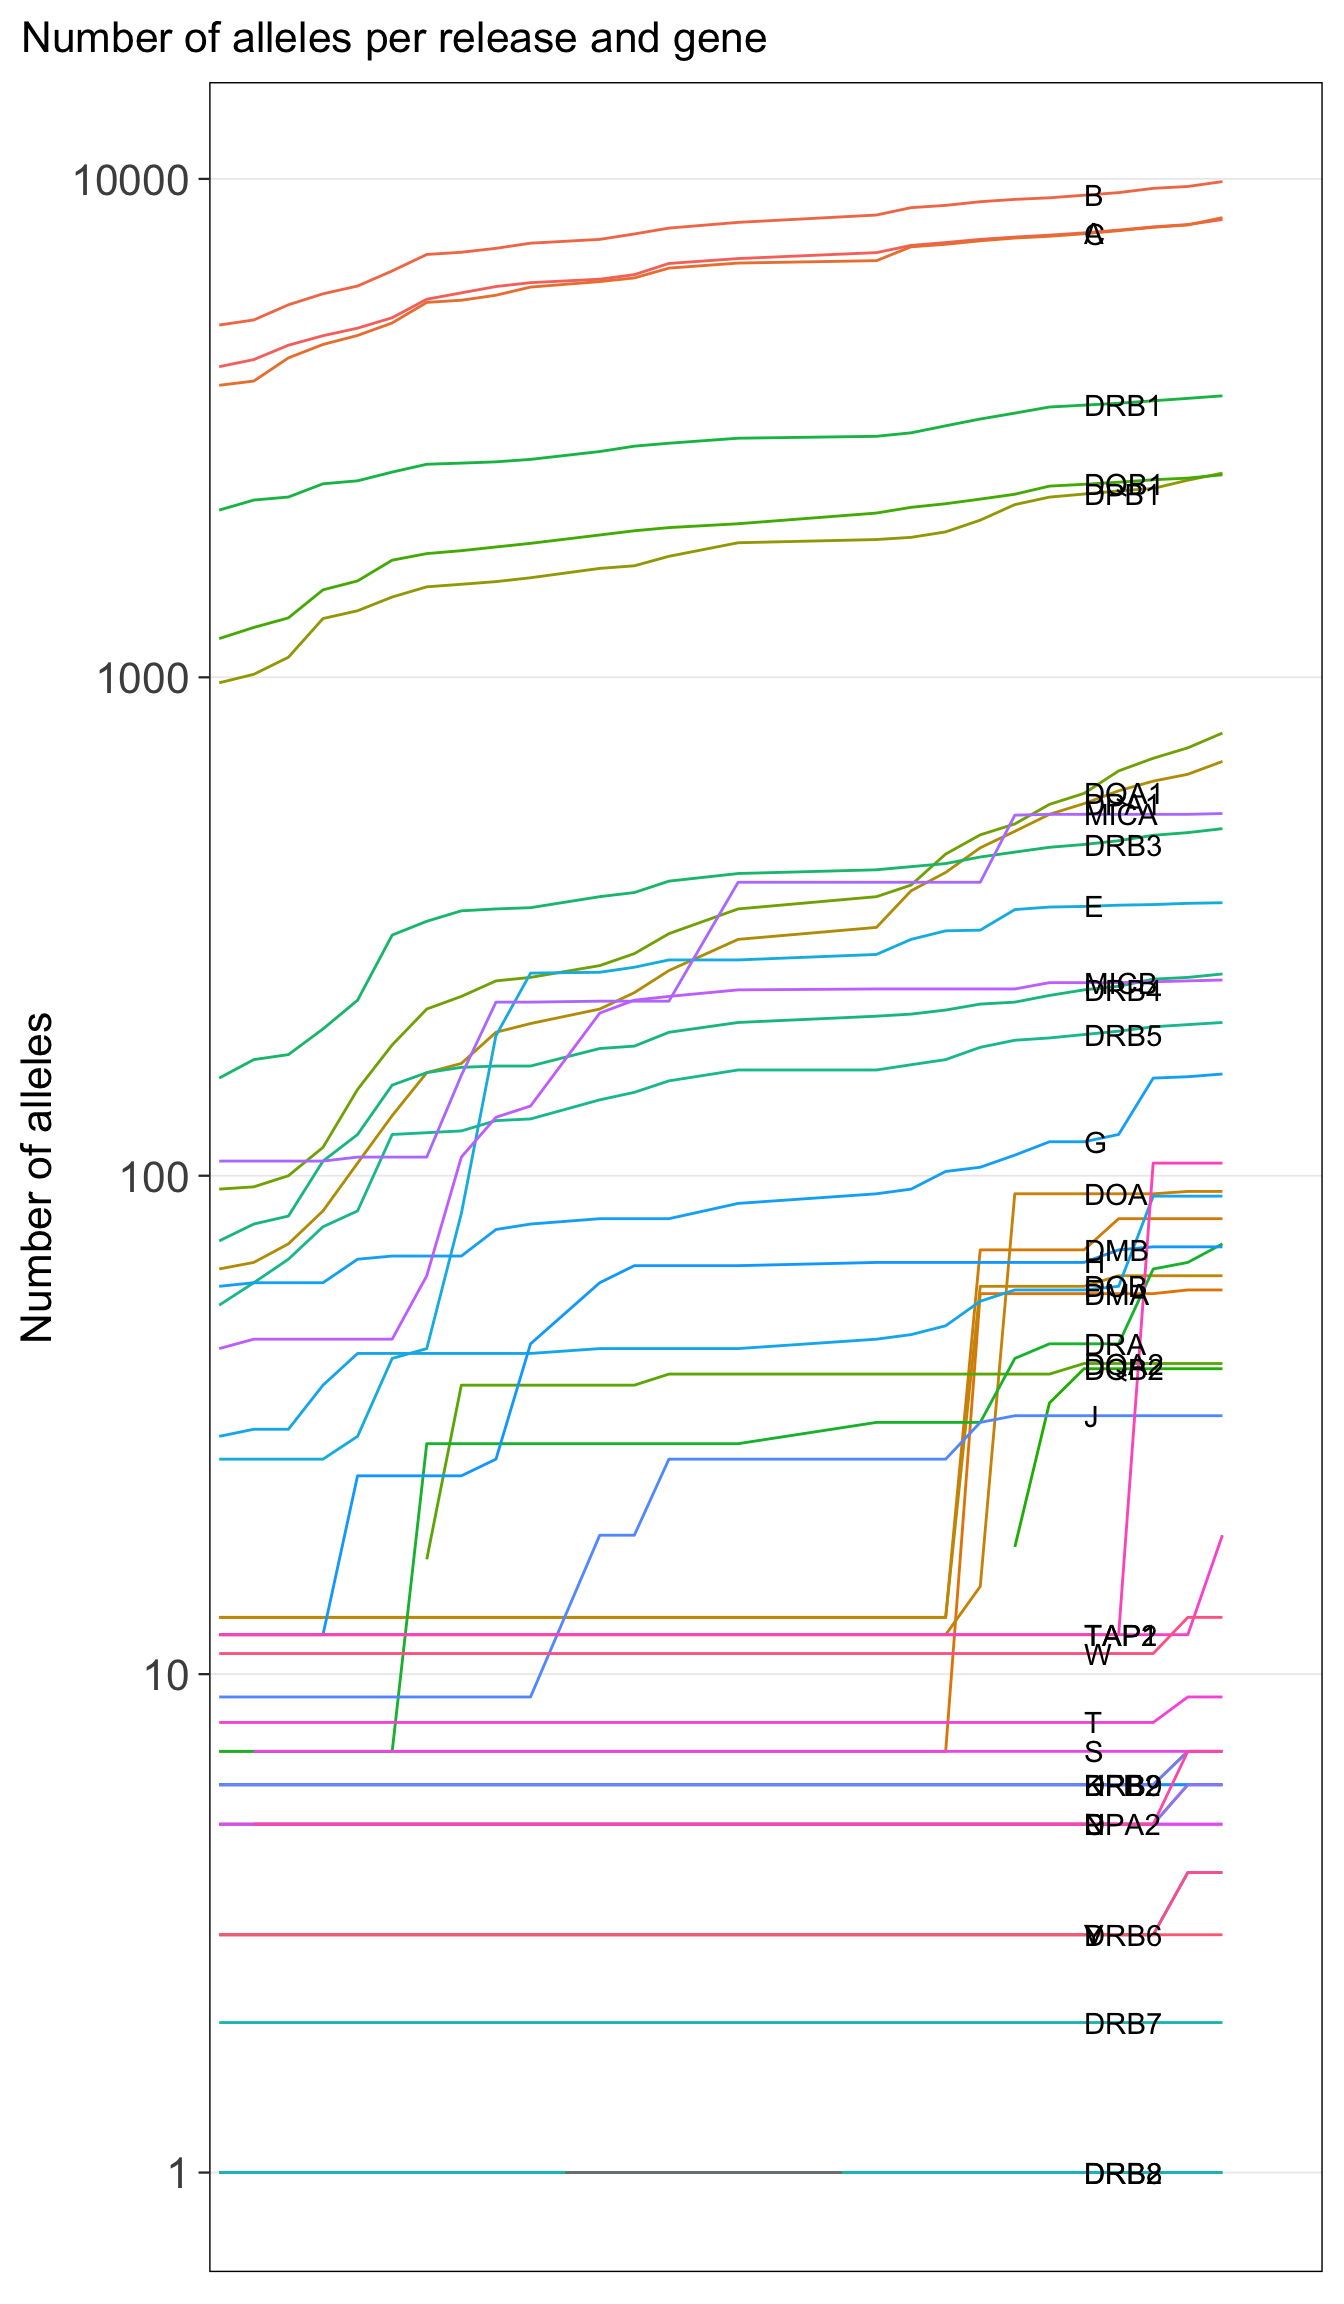 Number of alleles per release and gene
10000
B
A
C
DRB1
DQB1
DPB1
1000
DQA1
DPA1
MICA
DRB3
E
MICB
DRB4
DRB5
Number of alleles
G
100
DOA
DMB
H
DOB
DMA
DRA
DQA2
DQB2
J
TAP2
TAP1
W
10
T
S
K
DRB9
DPA2
N
DRB6
DRB7
1
DRB8
DRB2